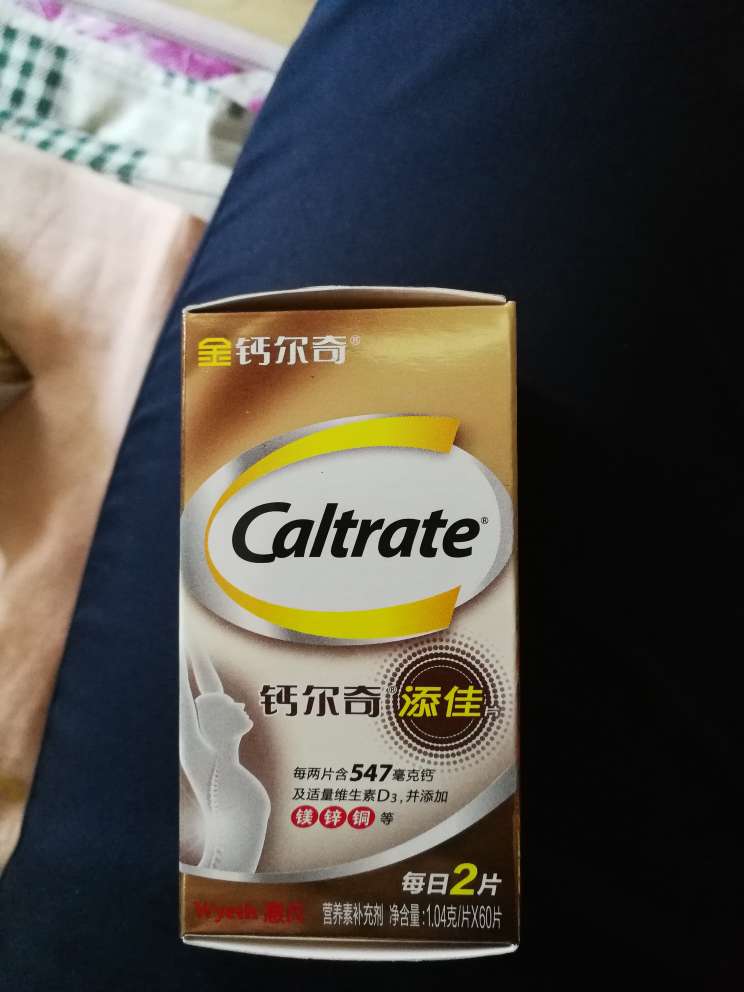 金钙尔奇®
Caltrate®
钙尔奇®添佳片
每两片含547毫克钙
及适量维生素D₃,并添加
镁 锌 铜 等
每日2片
Wyeth 惠氏
营养素补充剂 净含量:1.04克/片X60片